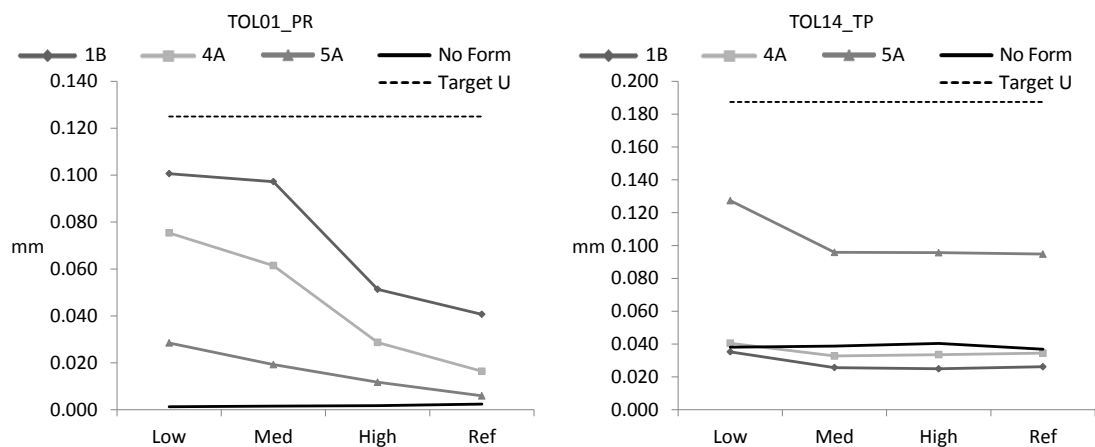 TOL01_PR
1B 4A 5A No Form
Target U
0.140
0.120
0.100
0.080
mm
0.060
0.040
0.020
0.000
Low Med High Ref
TOL14_TP
1B 4A 5A No Form
Target U
0.200
0.180
0.160
0.140
0.120
mm
0.100
0.080
0.060
0.040
0.020
0.000
Low Med High Ref